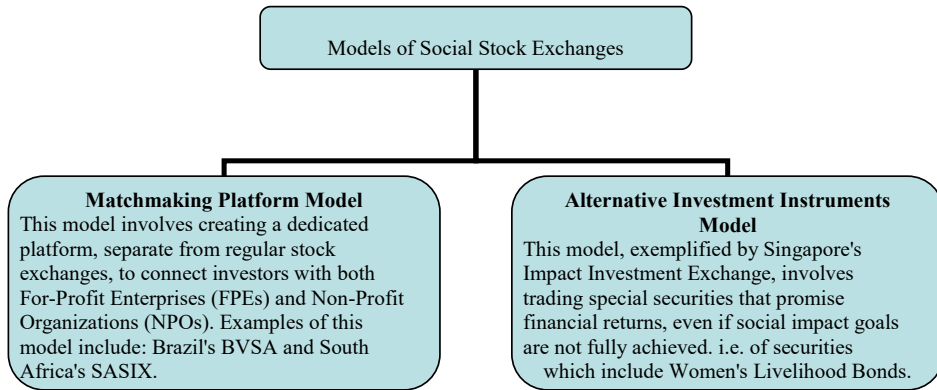 Models of Social Stock Exchanges
Matchmaking Platform Model
This model involves creating a dedicated
platform, separate from regular stock
exchanges, to connect investors with both
For-Profit Enterprises (FPEs) and Non-Profit
Organizations (NPOs). Examples of this
model include: Brazil's BVSA and South
Africa's SASIX.
Alternative Investment Instruments
Model
This model, exemplified by Singapore's
Impact Investment Exchange, involves
trading special securities that promise
financial returns, even if social impact goals
are not fully achieved. i.e. of securities
which include Women's Livelihood Bonds.